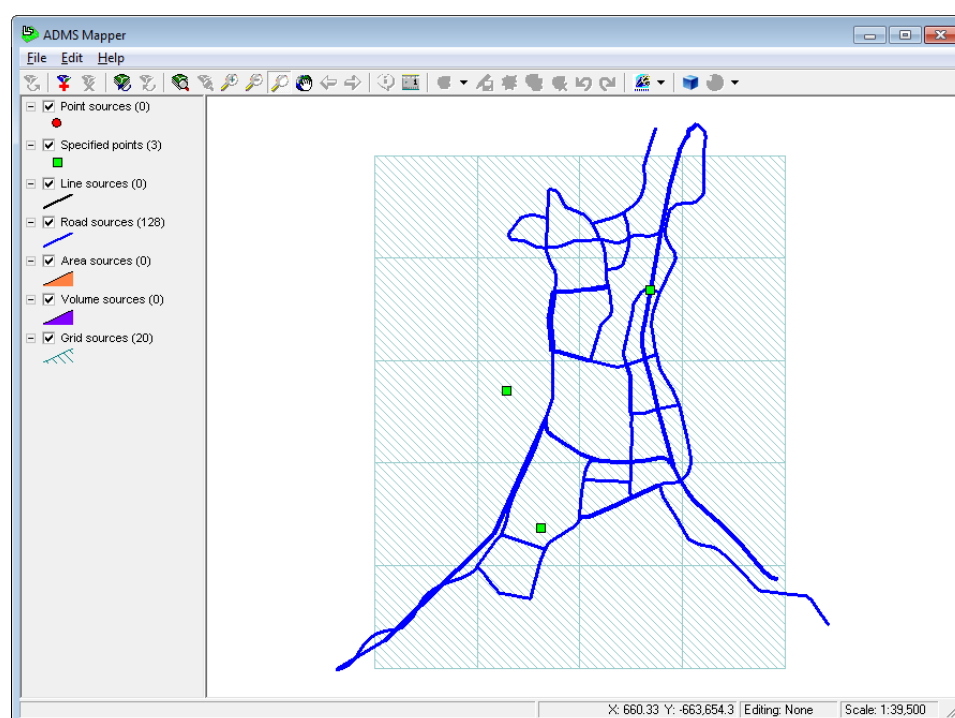 ADMS Mapper
File Edit Help
Point sources (0)
Specified points (3)
Line sources (0)
Road sources (128)
Area sources (0)
Volume sources (0)
Grid sources (20)
X: 660.33 Y: -663,654.3 Editing: None Scale: 1:39,500